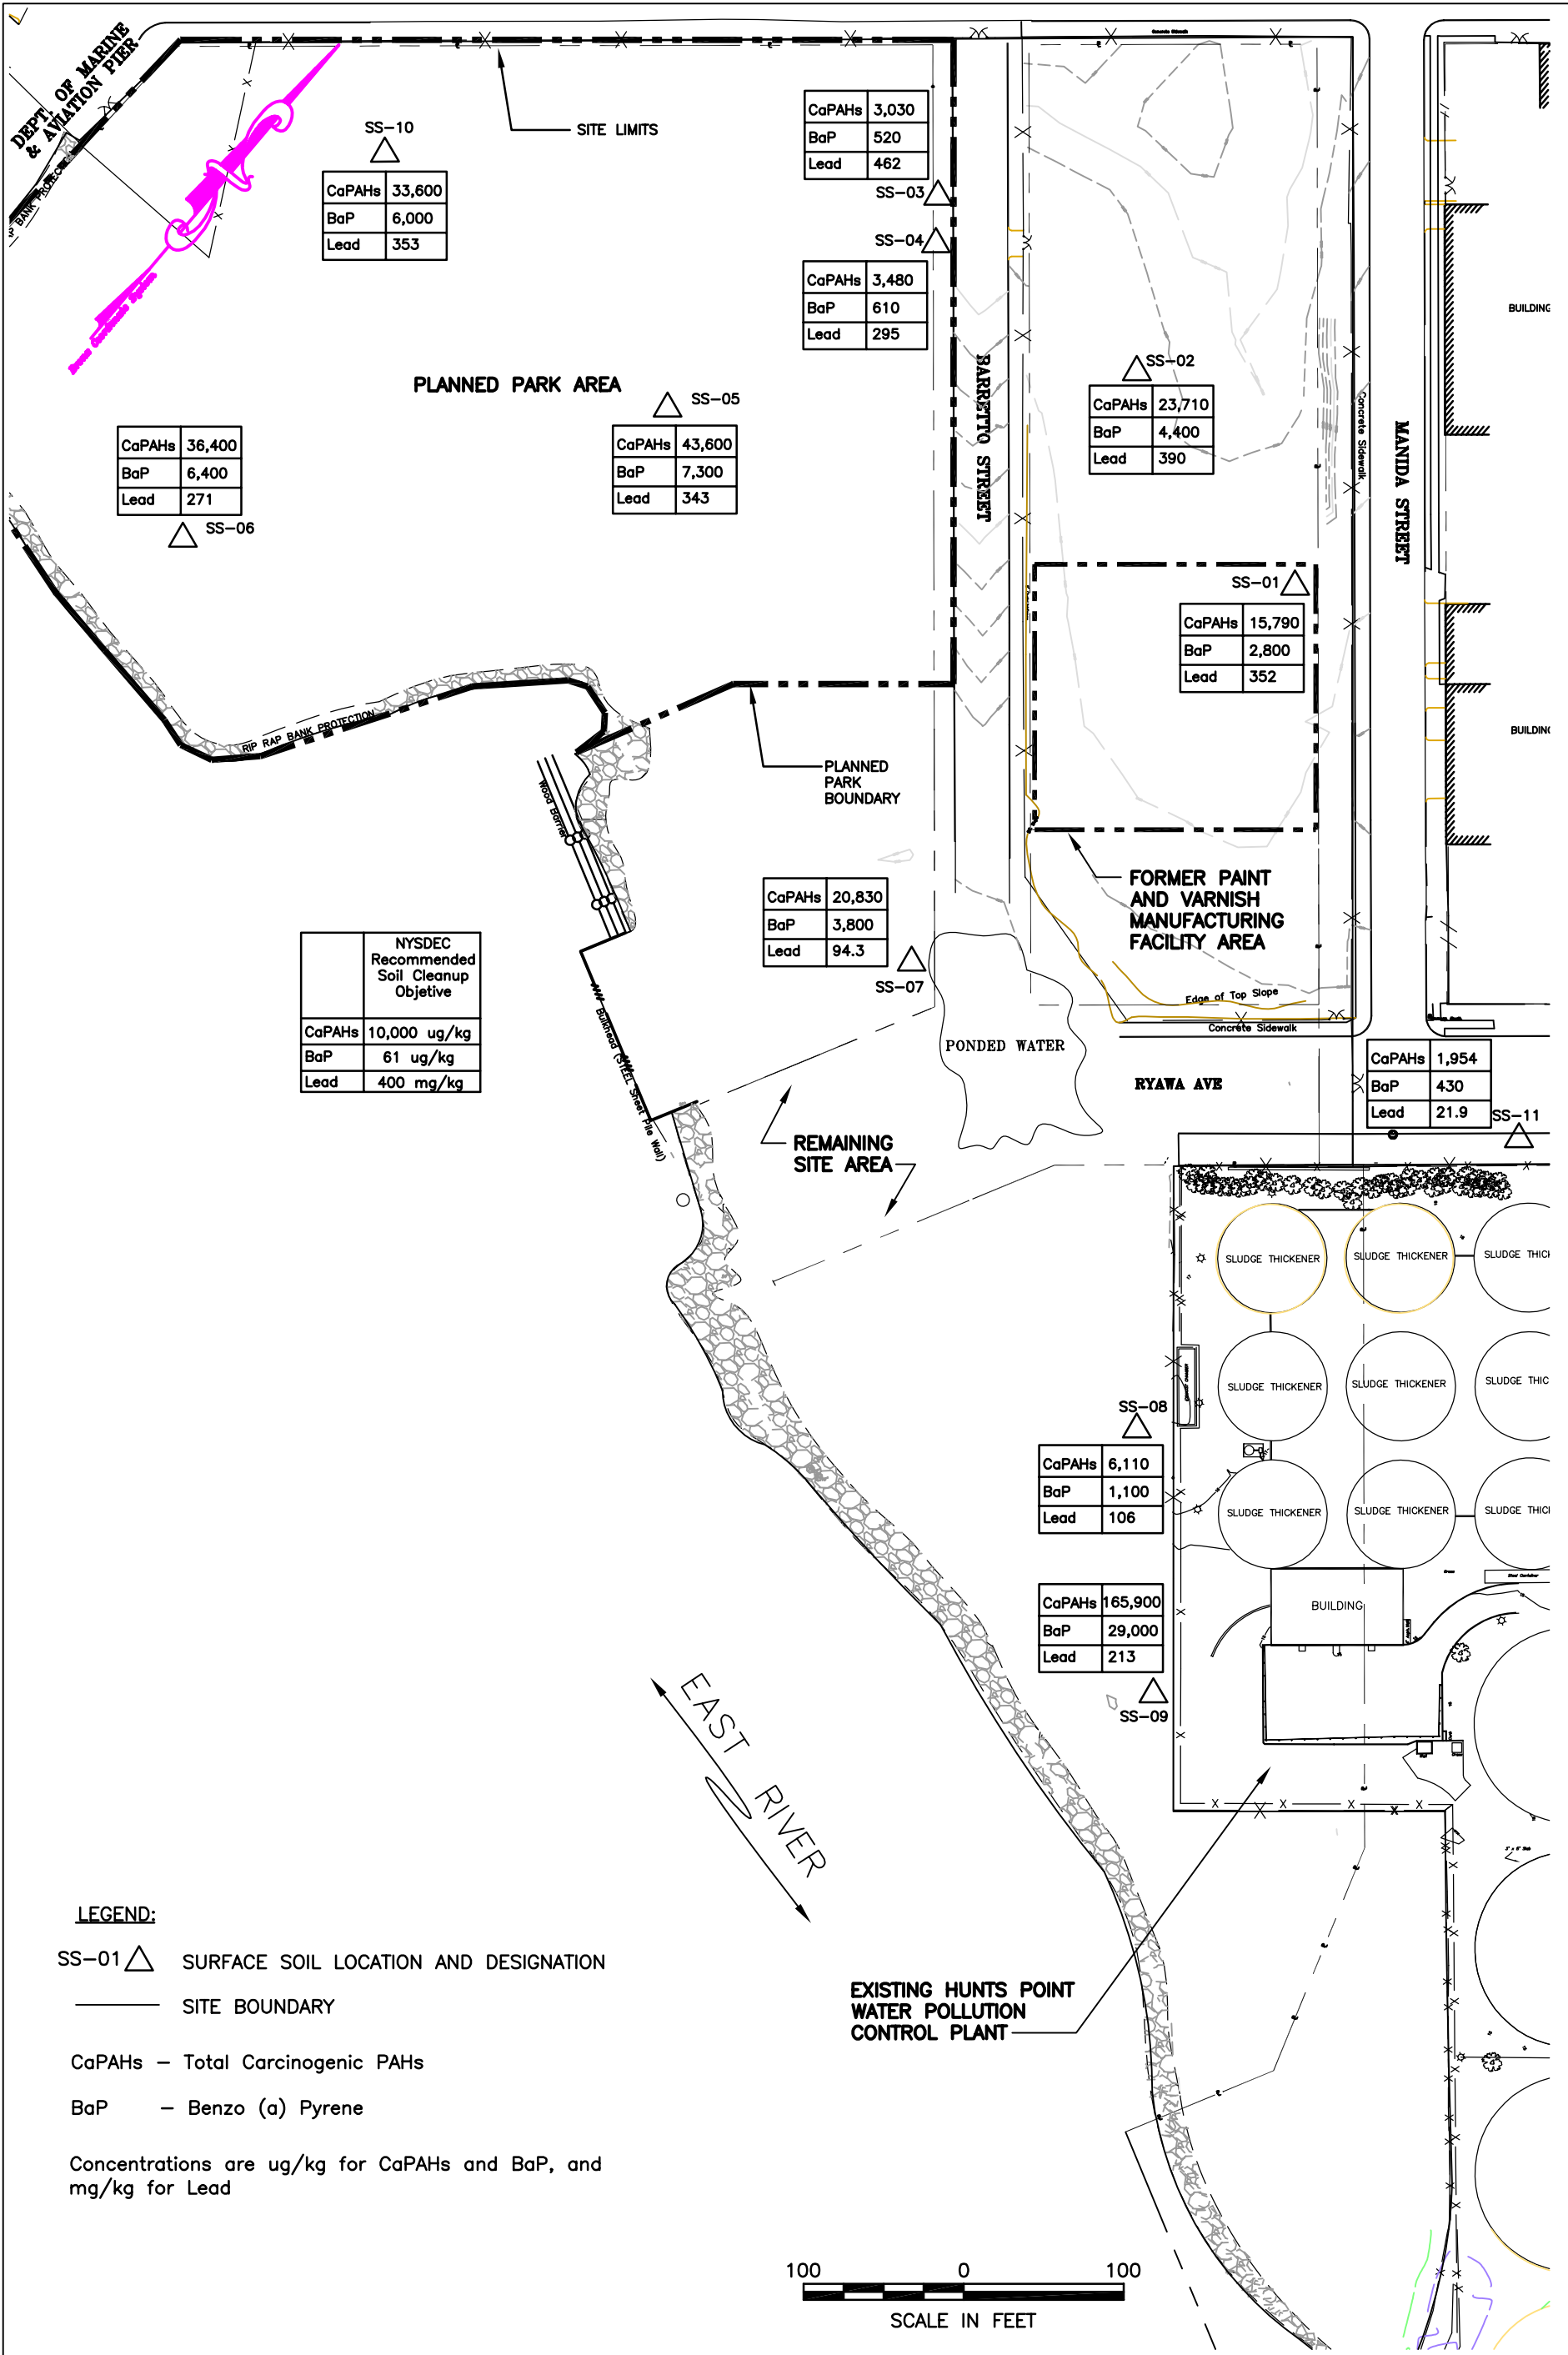 DEPT. OF MARINE
& AVIATION PIER
SITE LIMITS
SS-10
CaPAHs 33,600
BaP 6,000
Lead 353
CaPAHs 3,030
BaP 520
Lead 462
SS-03
SS-04
CaPAHs 3,480
BaP 610
Lead 295
PLANNED PARK AREA
SS-05
CaPAHs 43,600
BaP 7,300
Lead 343
CaPAHs 36,400
BaP 6,400
Lead 271
SS-06
BARRETTO STREET
SS-02
CaPAHs 23,710
BaP 4,400
Lead 390
Concrete Sidewalk
MANIDA STREET
BUILDING
SS-01
CaPAHs 15,790
BaP 2,800
Lead 352
BUILDING
RIP RAP BANK PROTECTION
PLANNED
PARK
BOUNDARY
Wood Barrier
FORMER PAINT
AND VARNISH
MANUFACTURING
FACILITY AREA
CaPAHs 20,830
BaP 3,800
Lead 94.3
SS-07
NYSDEC
Recommended
Soil Cleanup
Objetive
CaPAHs 10,000 ug/kg
BaP 61 ug/kg
Lead 400 mg/kg
Bulkhead (STEEL Sheet Pile Wall)
Edge of Top Slope
Concrete Sidewalk
PONDED WATER
RYAWA AVE
CaPAHs 1,954
BaP 430
Lead 21.9
SS-11
REMAINING
SITE AREA
SLUDGE THICKENER
SLUDGE THICKENER
SLUDGE THICK
SLUDGE THICKENER
SLUDGE THICKENER
SLUDGE THIC
SLUDGE THICKENER
SLUDGE THICKENER
SLUDGE THICK
SS-08
CaPAHs 6,110
BaP 1,100
Lead 106
CaPAHs 165,900
BaP 29,000
Lead 213
SS-09
BUILDING
EAST RIVER
EXISTING HUNTS POINT
WATER POLLUTION
CONTROL PLANT
LEGEND:
SS-01 SURFACE SOIL LOCATION AND DESIGNATION
SITE BOUNDARY
CaPAHs - Total Carcinogenic PAHs
BaP - Benzo (a) Pyrene
Concentrations are ug/kg for CaPAHs and BaP, and
mg/kg for Lead
100 0 100
SCALE IN FEET